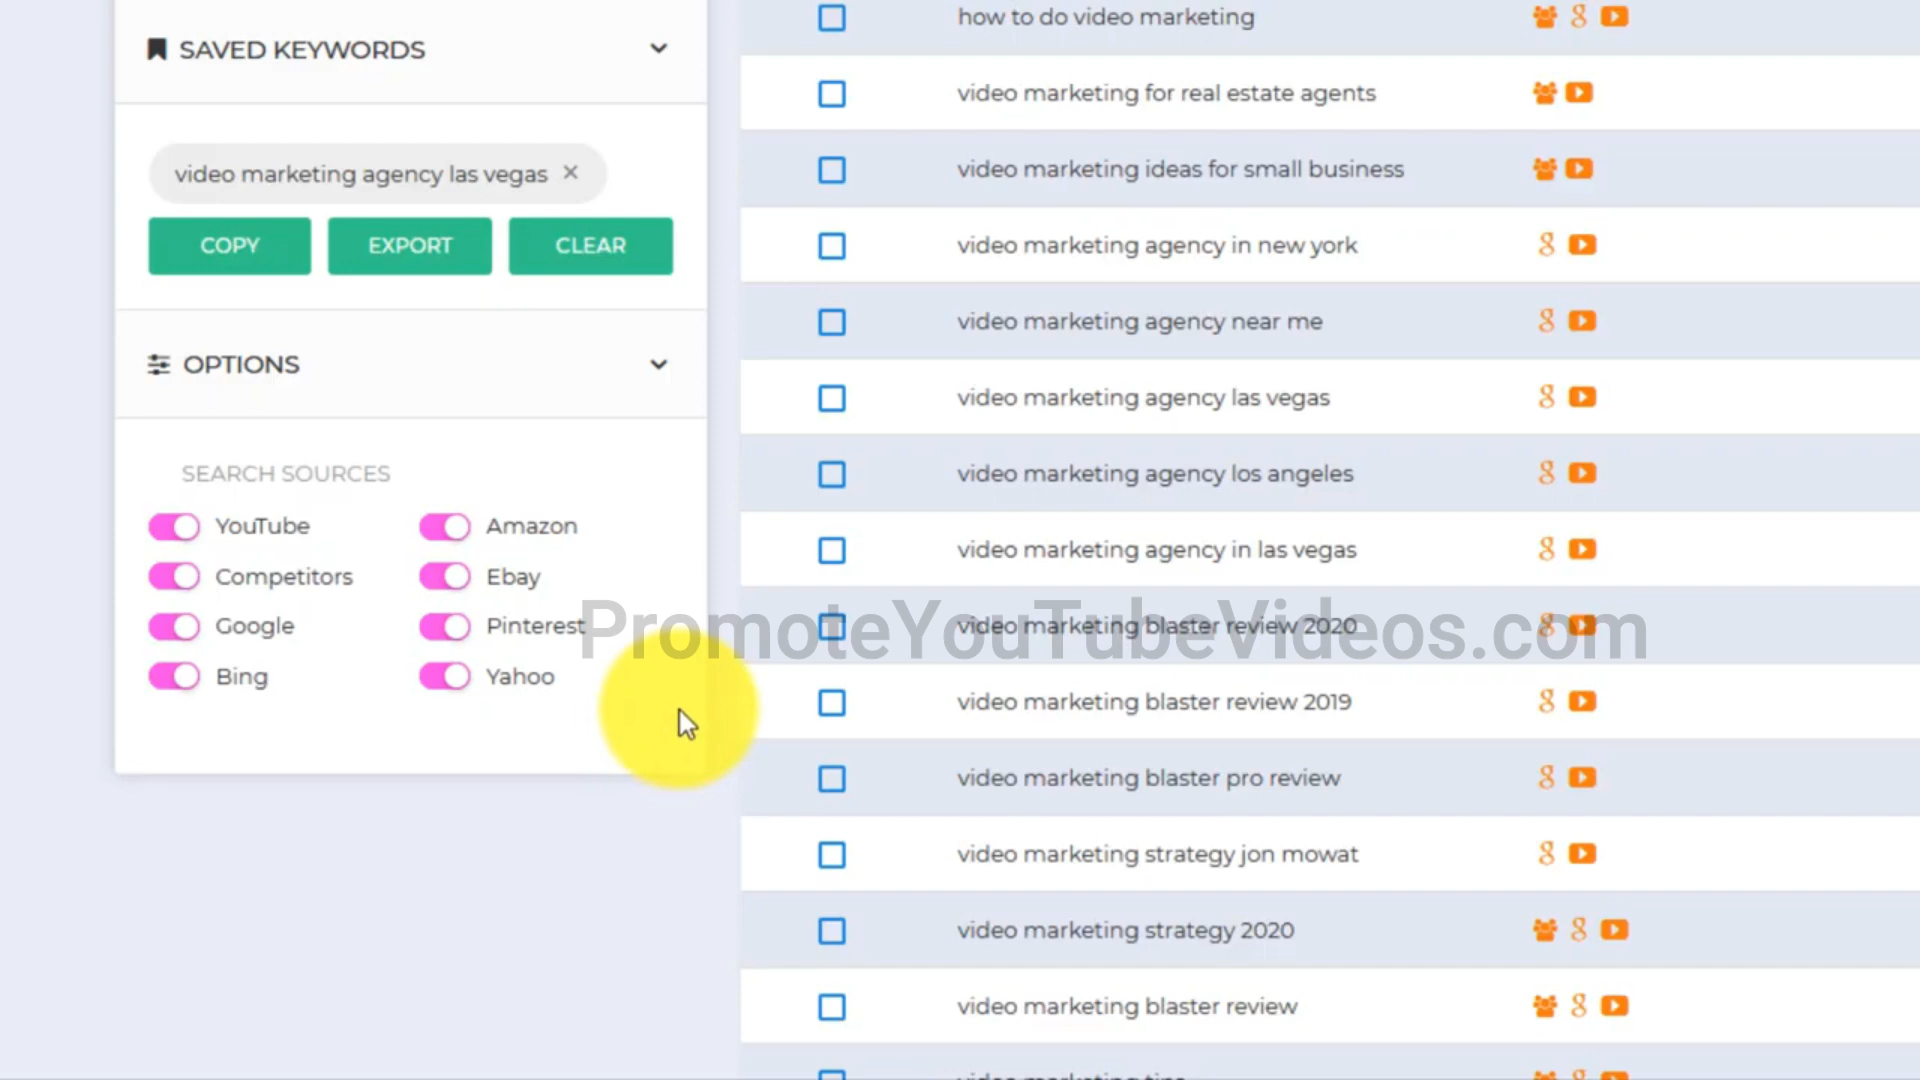 SAVED KEYWORDS
video marketing agency las vegas ×
COPY
EXPORT
CLEAR
OPTIONS
SEARCH SOURCES
YouTube
Amazon
Competitors
Ebay
Google
Pinterest
Bing
Yahoo
how to do video marketing
video marketing for real estate agents
video marketing ideas for small business
video marketing agency in new york
video marketing agency near me
video marketing agency las vegas
video marketing agency los angeles
video marketing agency in las vegas
video marketing blaster review 2020
PromoteYouTubeVideos.com
video marketing blaster review 2019
video marketing blaster pro review
video marketing strategy jon mowat
video marketing strategy 2020
video marketing blaster review